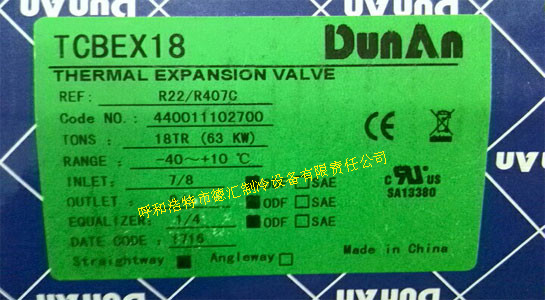 TCBEX18
DunAn
THERMAL EXPANSION VALVE
REF: R22/R407C
Code NO.: 440011102700
TONS : 18TR (63 KW)
RANGE : -40～+10 ℃
INLET: 7/8 ODF SAE
OUTLET ODF SAE
EQUALIZER: 1/4 ODF SAE
DATE CODE : 1716
Straightway Angleway
CE
C US
SA13380
Made in China
呼和浩特市德汇制冷设备有限责任公司
DunAn
DunAn